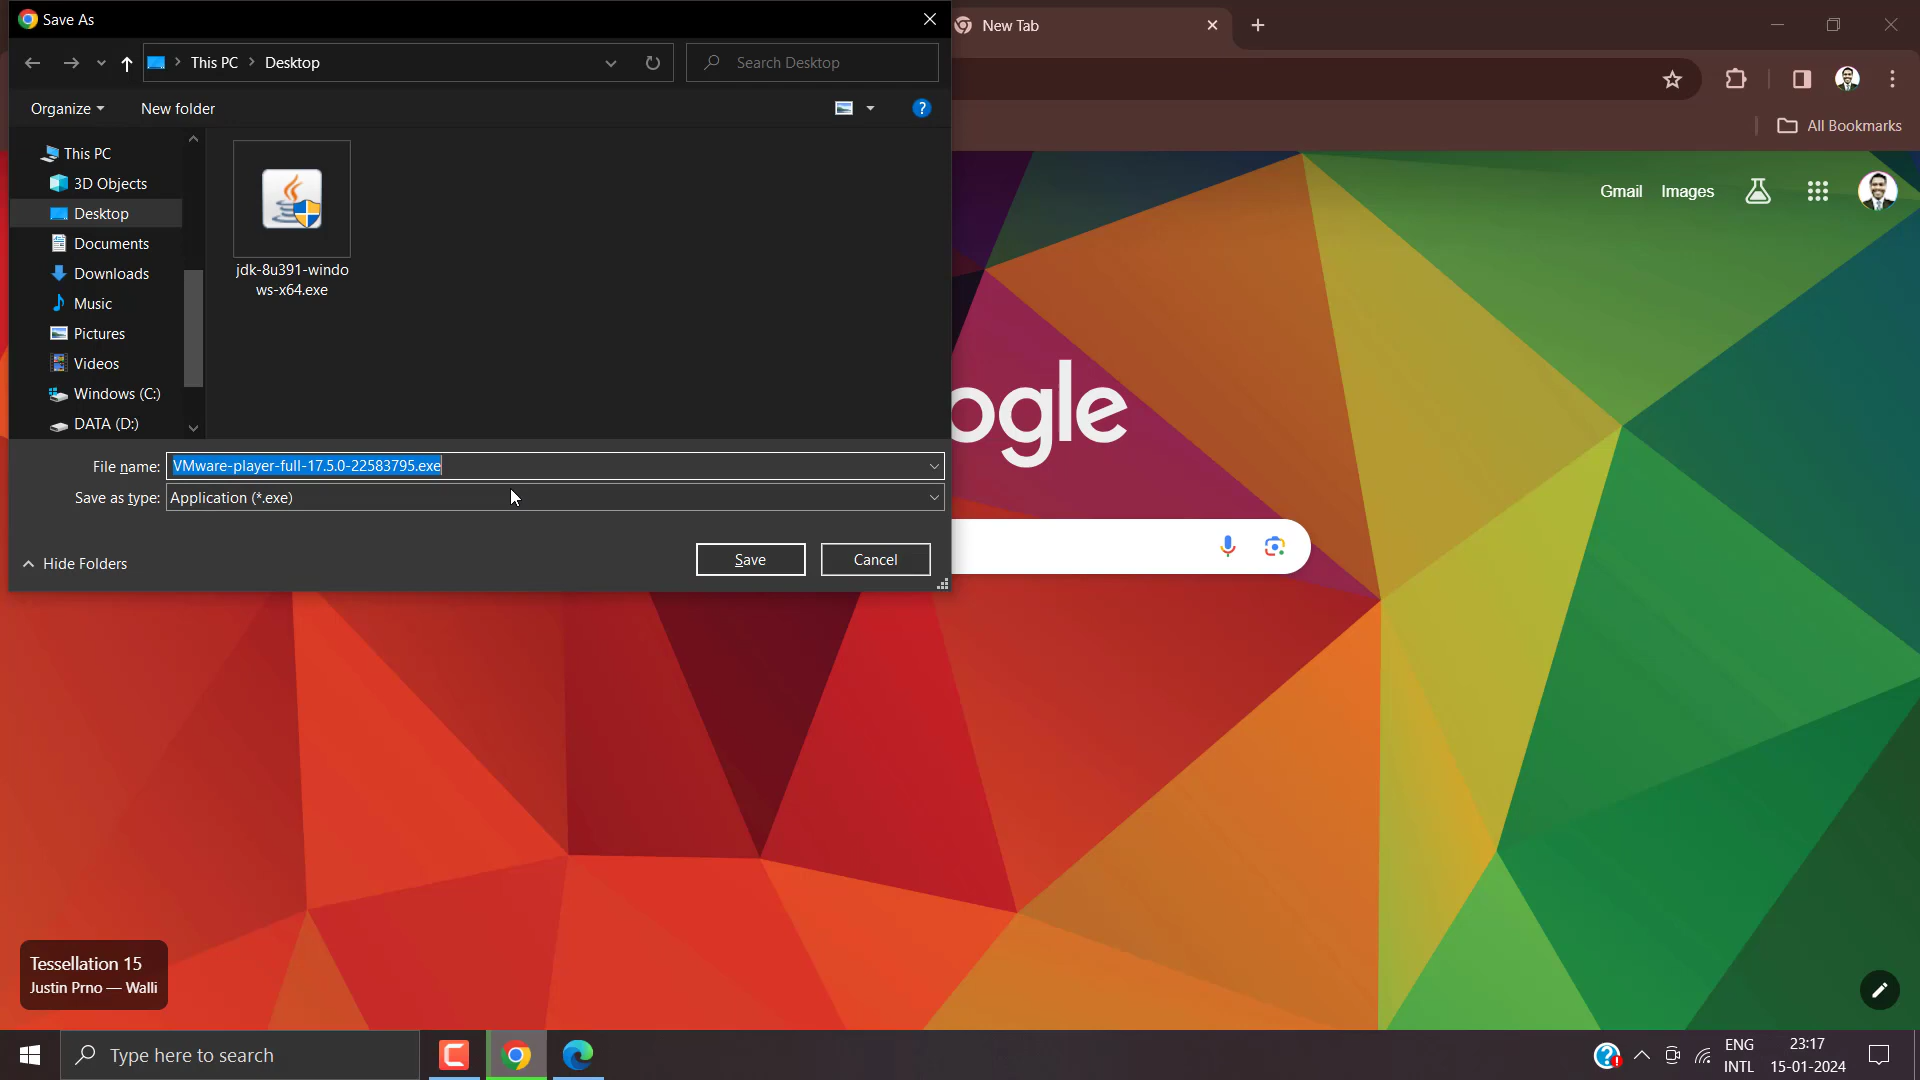 Save As
New Tab
This PC
Desktop
Search Desktop
Organize
New folder
?
All Bookmarks
This PC
3D Objects
Desktop
Documents
Downloads
Music
Pictures
Videos
Windows (C:)
DATA (D:)
jdk-8u391-windo
ws-x64.exe
Gmail
Images
ogle
File name:
VMware-player-full-17.5.0-22583795.exe
Save as type:
Application (*.exe)
Hide Folders
Save
Cancel
Tessellation 15
Justin Prno — Walli
Type here to search
ENG
INTL
23:17
15-01-2024